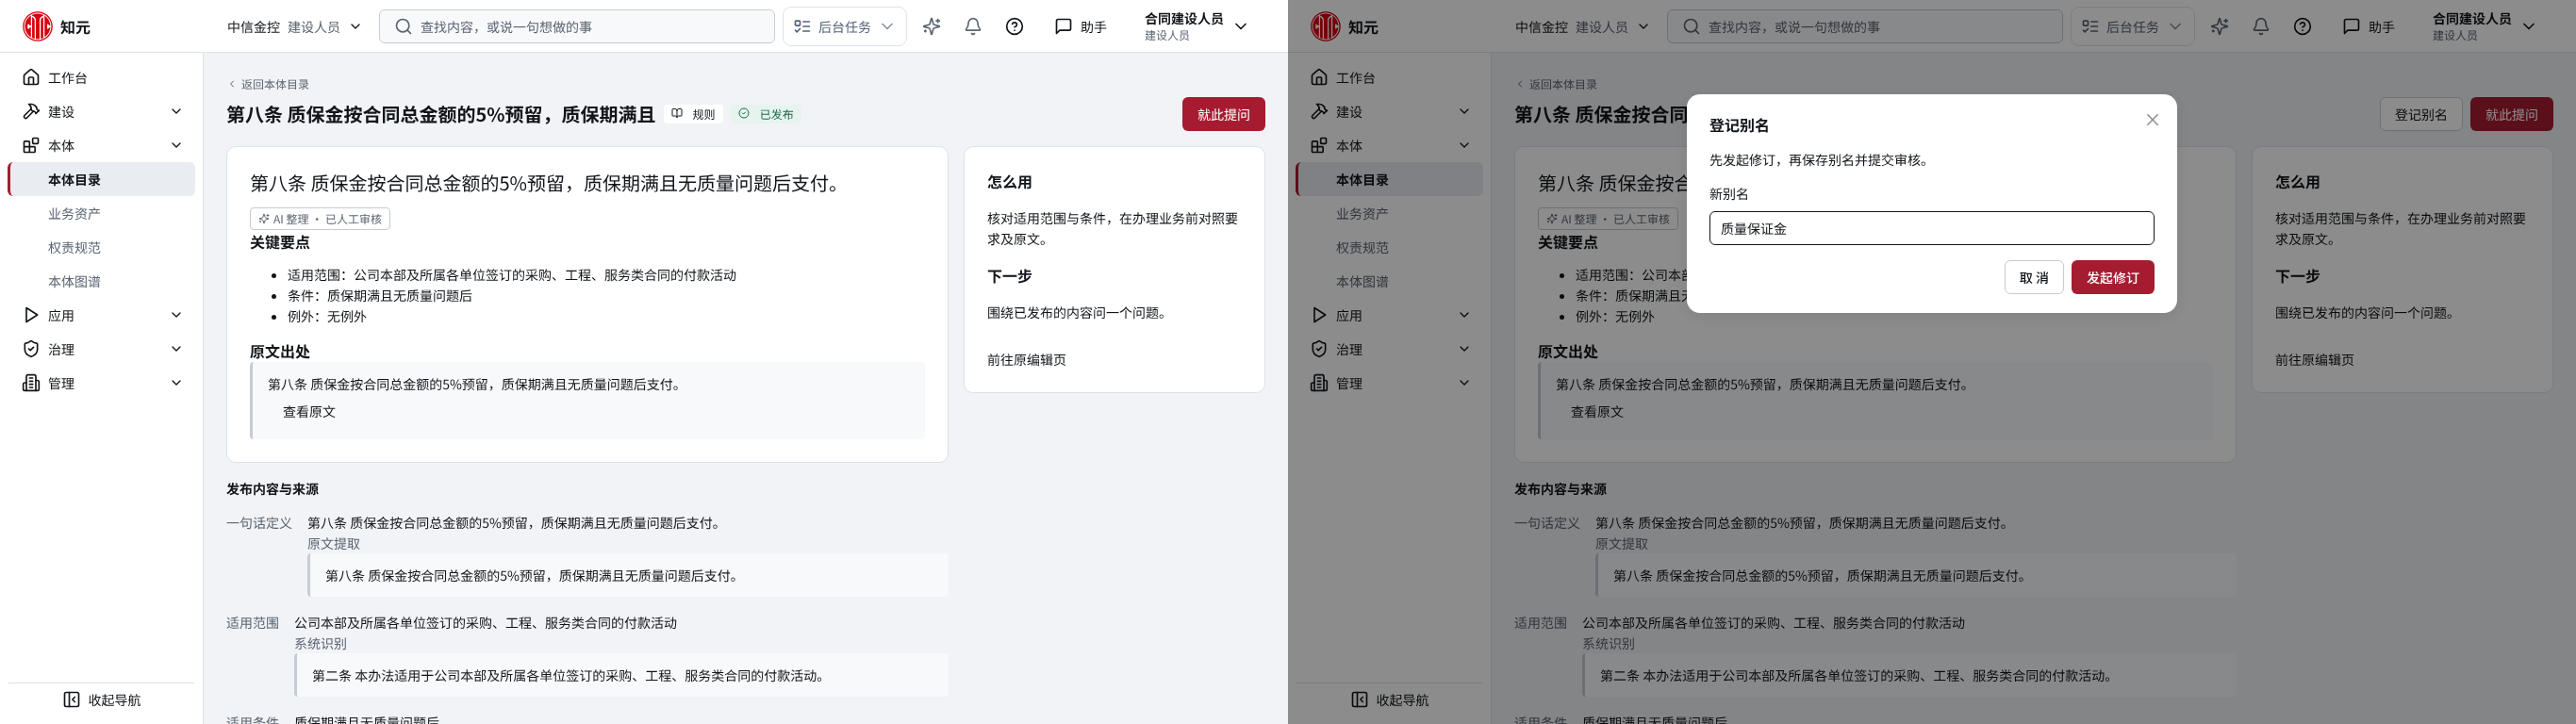 知元
中信金控 建设人员
查找内容，或说一句想做的事
后台任务
助手
合同建设人员
建设人员
工作台
建设
本体
本体目录
业务资产
权责规范
本体图谱
应用
治理
管理
收起导航
返回本体目录
第八条 质保金按合同总金额的5%预留，质保期满且
规则
已发布
就此提问
第八条 质保金按合同总金额的5%预留，质保期满且无质量问题后支付。
AI 整理 · 已人工审核
关键要点
• 适用范围：公司本部及所属各单位签订的采购、工程、服务类合同的付款活动
• 条件：质保期满且无质量问题后
• 例外：无例外
原文出处
第八条 质保金按合同总金额的5%预留，质保期满且无质量问题后支付。
查看原文
怎么用
核对适用范围与条件，在办理业务前对照要
求及原文。
下一步
围绕已发布的内容问一个问题。
前往原编辑页
发布内容与来源
一句话定义 第八条 质保金按合同总金额的5%预留，质保期满且无质量问题后支付。
原文提取
第八条 质保金按合同总金额的5%预留，质保期满且无质量问题后支付。
适用范围 公司本部及所属各单位签订的采购、工程、服务类合同的付款活动
系统识别
第二条 本办法适用于公司本部及所属各单位签订的采购、工程、服务类合同的付款活动。
适用条件 质保期满且无质量问题后
知元
中信金控 建设人员
查找内容，或说一句想做的事
后台任务
助手
合同建设人员
建设人员
工作台
建设
本体
本体目录
业务资产
权责规范
本体图谱
应用
治理
管理
收起导航
返回本体目录
第八条 质保金按合同
登记别名
就此提问
登记别名
先发起修订，再保存别名并提交审核。
新别名
质量保证金
取 消
发起修订
第八条 质保金按合同总金
AI 整理 · 已人工审核
关键要点
• 适用范围：公司本部
• 条件：质保期满且无
• 例外：无例外
原文出处
第八条 质保金按合同总金额的5%预留，质保期满且无质量问题后支付。
查看原文
怎么用
核对适用范围与条件，在办理业务前对照要
求及原文。
下一步
围绕已发布的内容问一个问题。
前往原编辑页
发布内容与来源
一句话定义 第八条 质保金按合同总金额的5%预留，质保期满且无质量问题后支付。
原文提取
第八条 质保金按合同总金额的5%预留，质保期满且无质量问题后支付。
适用范围 公司本部及所属各单位签订的采购、工程、服务类合同的付款活动
系统识别
第二条 本办法适用于公司本部及所属各单位签订的采购、工程、服务类合同的付款活动。
适用条件 质保期满且无质量问题后